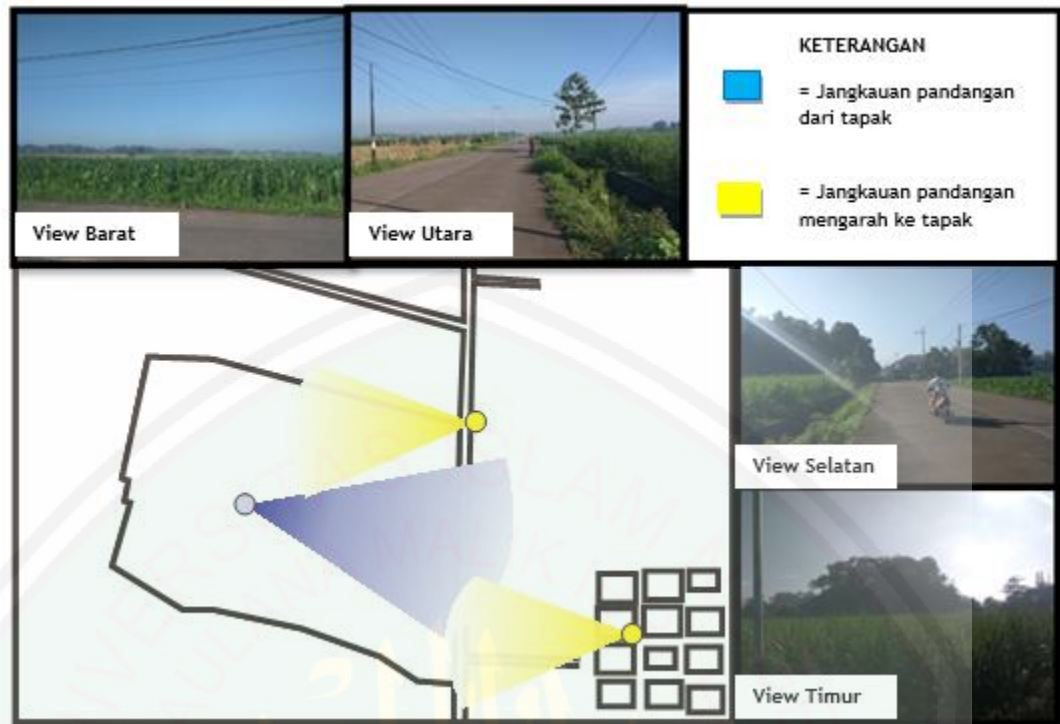 KETERANGAN
= Jangkauan pandangan
dari tapak
= Jangkauan pandangan
mengarah ke tapak
View Barat
View Utara
View Selatan
View Timur